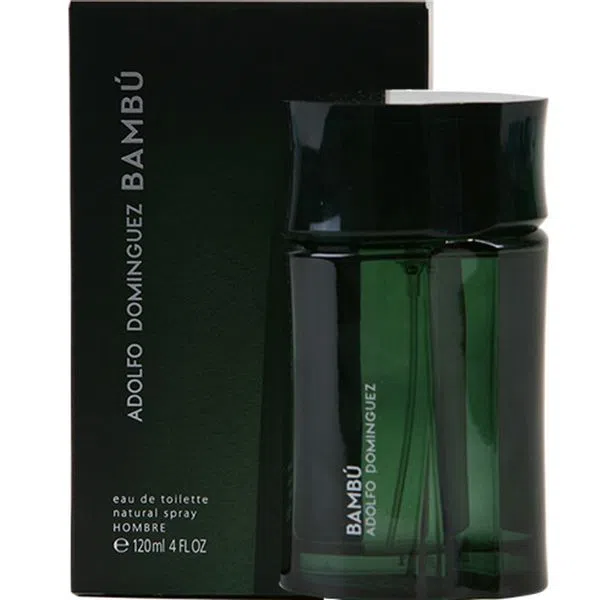 ADOLFO DOMINGUEZ BAMBÚ
eau de toilette
natural spray
HOMBRE
℮ 120ml 4 FL OZ
BAMBÚ
ADOLFO DOMINGUEZ